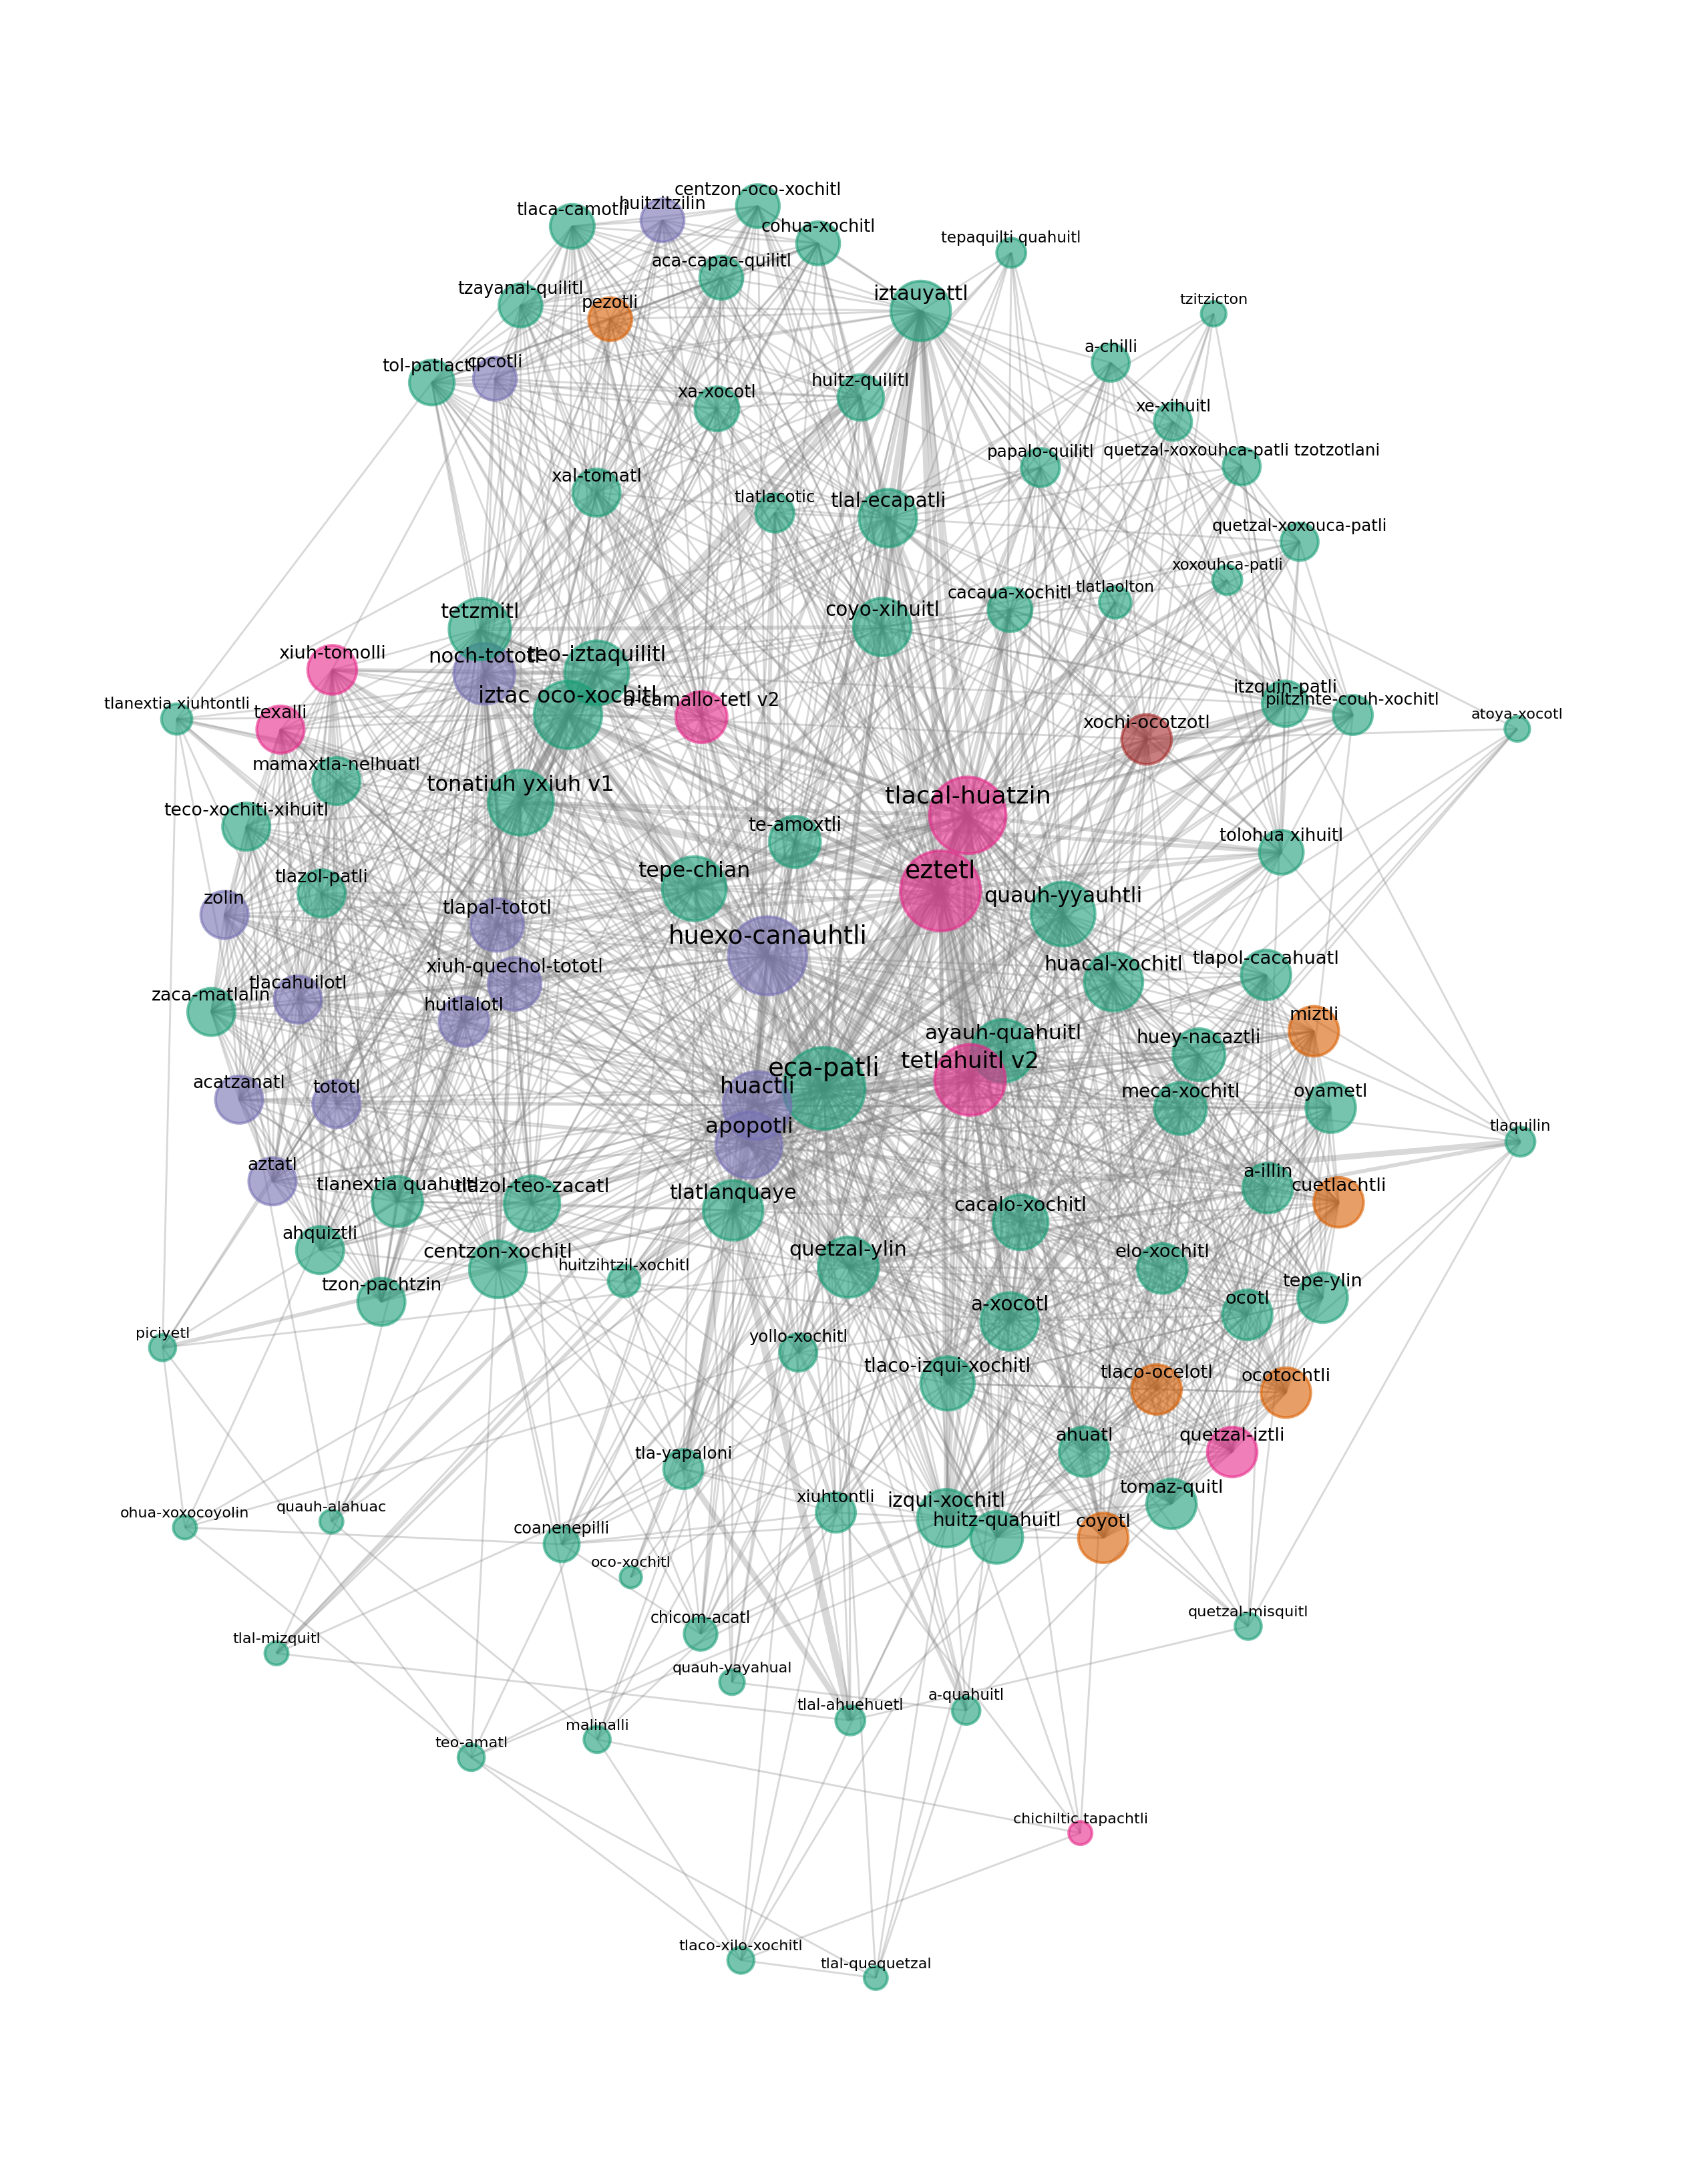 centzon-oco-xochitl
huitzitzilin
tlaca-camotli
cohua-xochitl
tepaquilti quahuitl
aca-capac-quilitl
tzayanal-quilitl
iztauyattl
pezotli
tzitzicton
a-chilli
cocotli
tol-patlactli
huitz-quilitl
xa-xocotl
xe-xihuitl
papalo-quilitl
quetzal-xoxouhca-patli tzotzotlani
xal-tomatl
tlatlacotic
tlal-ecapatli
quetzal-xoxouca-patli
xoxouhca-patli
tlatlaolton
cacaua-xochitl
coyo-xihuitl
tetzmitl
xiuh-tomolli
noch-tototl
teo-iztaquilitl
itzquin-patli
iztac oco-xochitl
a-camallo-tetl v2
piltzinte-couh-xochitl
tlanextia xiuhtontli
texalli
atoya-xocotl
xochi-ocotzotl
mamaxtla-nelhuatl
tonatiuh yxiuh v1
tlacal-huatzin
teco-xochiti-xihuitl
te-amoxtli
tolohua xihuitl
tepe-chian
eztetl
tlazol-patli
quauh-yyauhtli
zolin
tlapal-tototl
huexo-canauhtli
tlapol-cacahuatl
huacal-xochitl
xiuh-quechol-tototl
tlacahuilotl
zaca-matlalin
huitlalotl
miztli
ayauh-quahuitl
huey-nacaztli
tetlahuitl v2
eca-patli
acatzanatl
tototl
huactli
meca-xochitl
oyametl
apopotli
tlaquilin
aztatl
a-illin
tlanextia quahuitl
tlazol-teo-zacatl
tlatlanquaye
cuetlachtli
cacalo-xochitl
ahquiztli
centzon-xochitl
quetzal-ylin
elo-xochitl
huitzihtzil-xochitl
tzon-pachtzin
tepe-ylin
ocotl
a-xocotl
piciyetl
yollo-xochitl
tlaco-izqui-xochitl
tlaco-ocelotl
ocotochtli
ahuatl
quetzal-iztli
tla-yapaloni
tomaz-quitl
xiuhtontli
izqui-xochitl
quauh-alahuac
ohua-xoxocoyolin
huitz-quahuitl
coyotl
coanenepilli
oco-xochitl
quetzal-misquitl
chicom-acatl
tlal-mizquitl
quauh-yayahual
a-quahuitl
tlal-ahuehuetl
malinalli
teo-amatl
chichiltic tapachtli
tlaco-xilo-xochitl
tlal-quequetzal